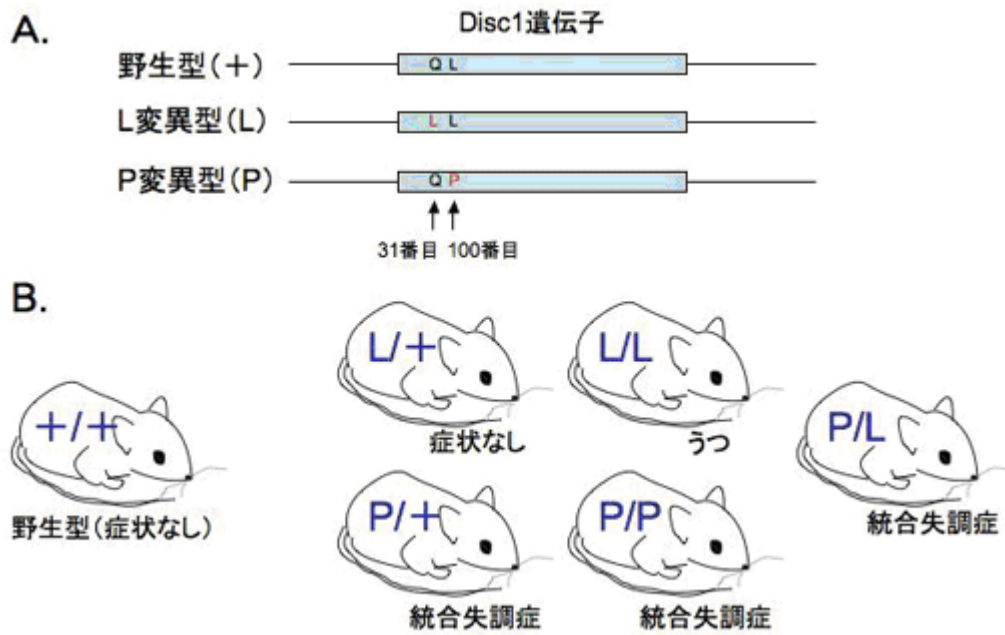 A.
Disc1遺伝子
野生型(＋)
Q L
L変異型(L)
L L
P変異型(P)
Q P
31番目 100番目
B.
L/＋
症状なし
L/L
うつ
＋/＋
野生型(症状なし)
P/L
統合失調症
P/＋
統合失調症
P/P
統合失調症